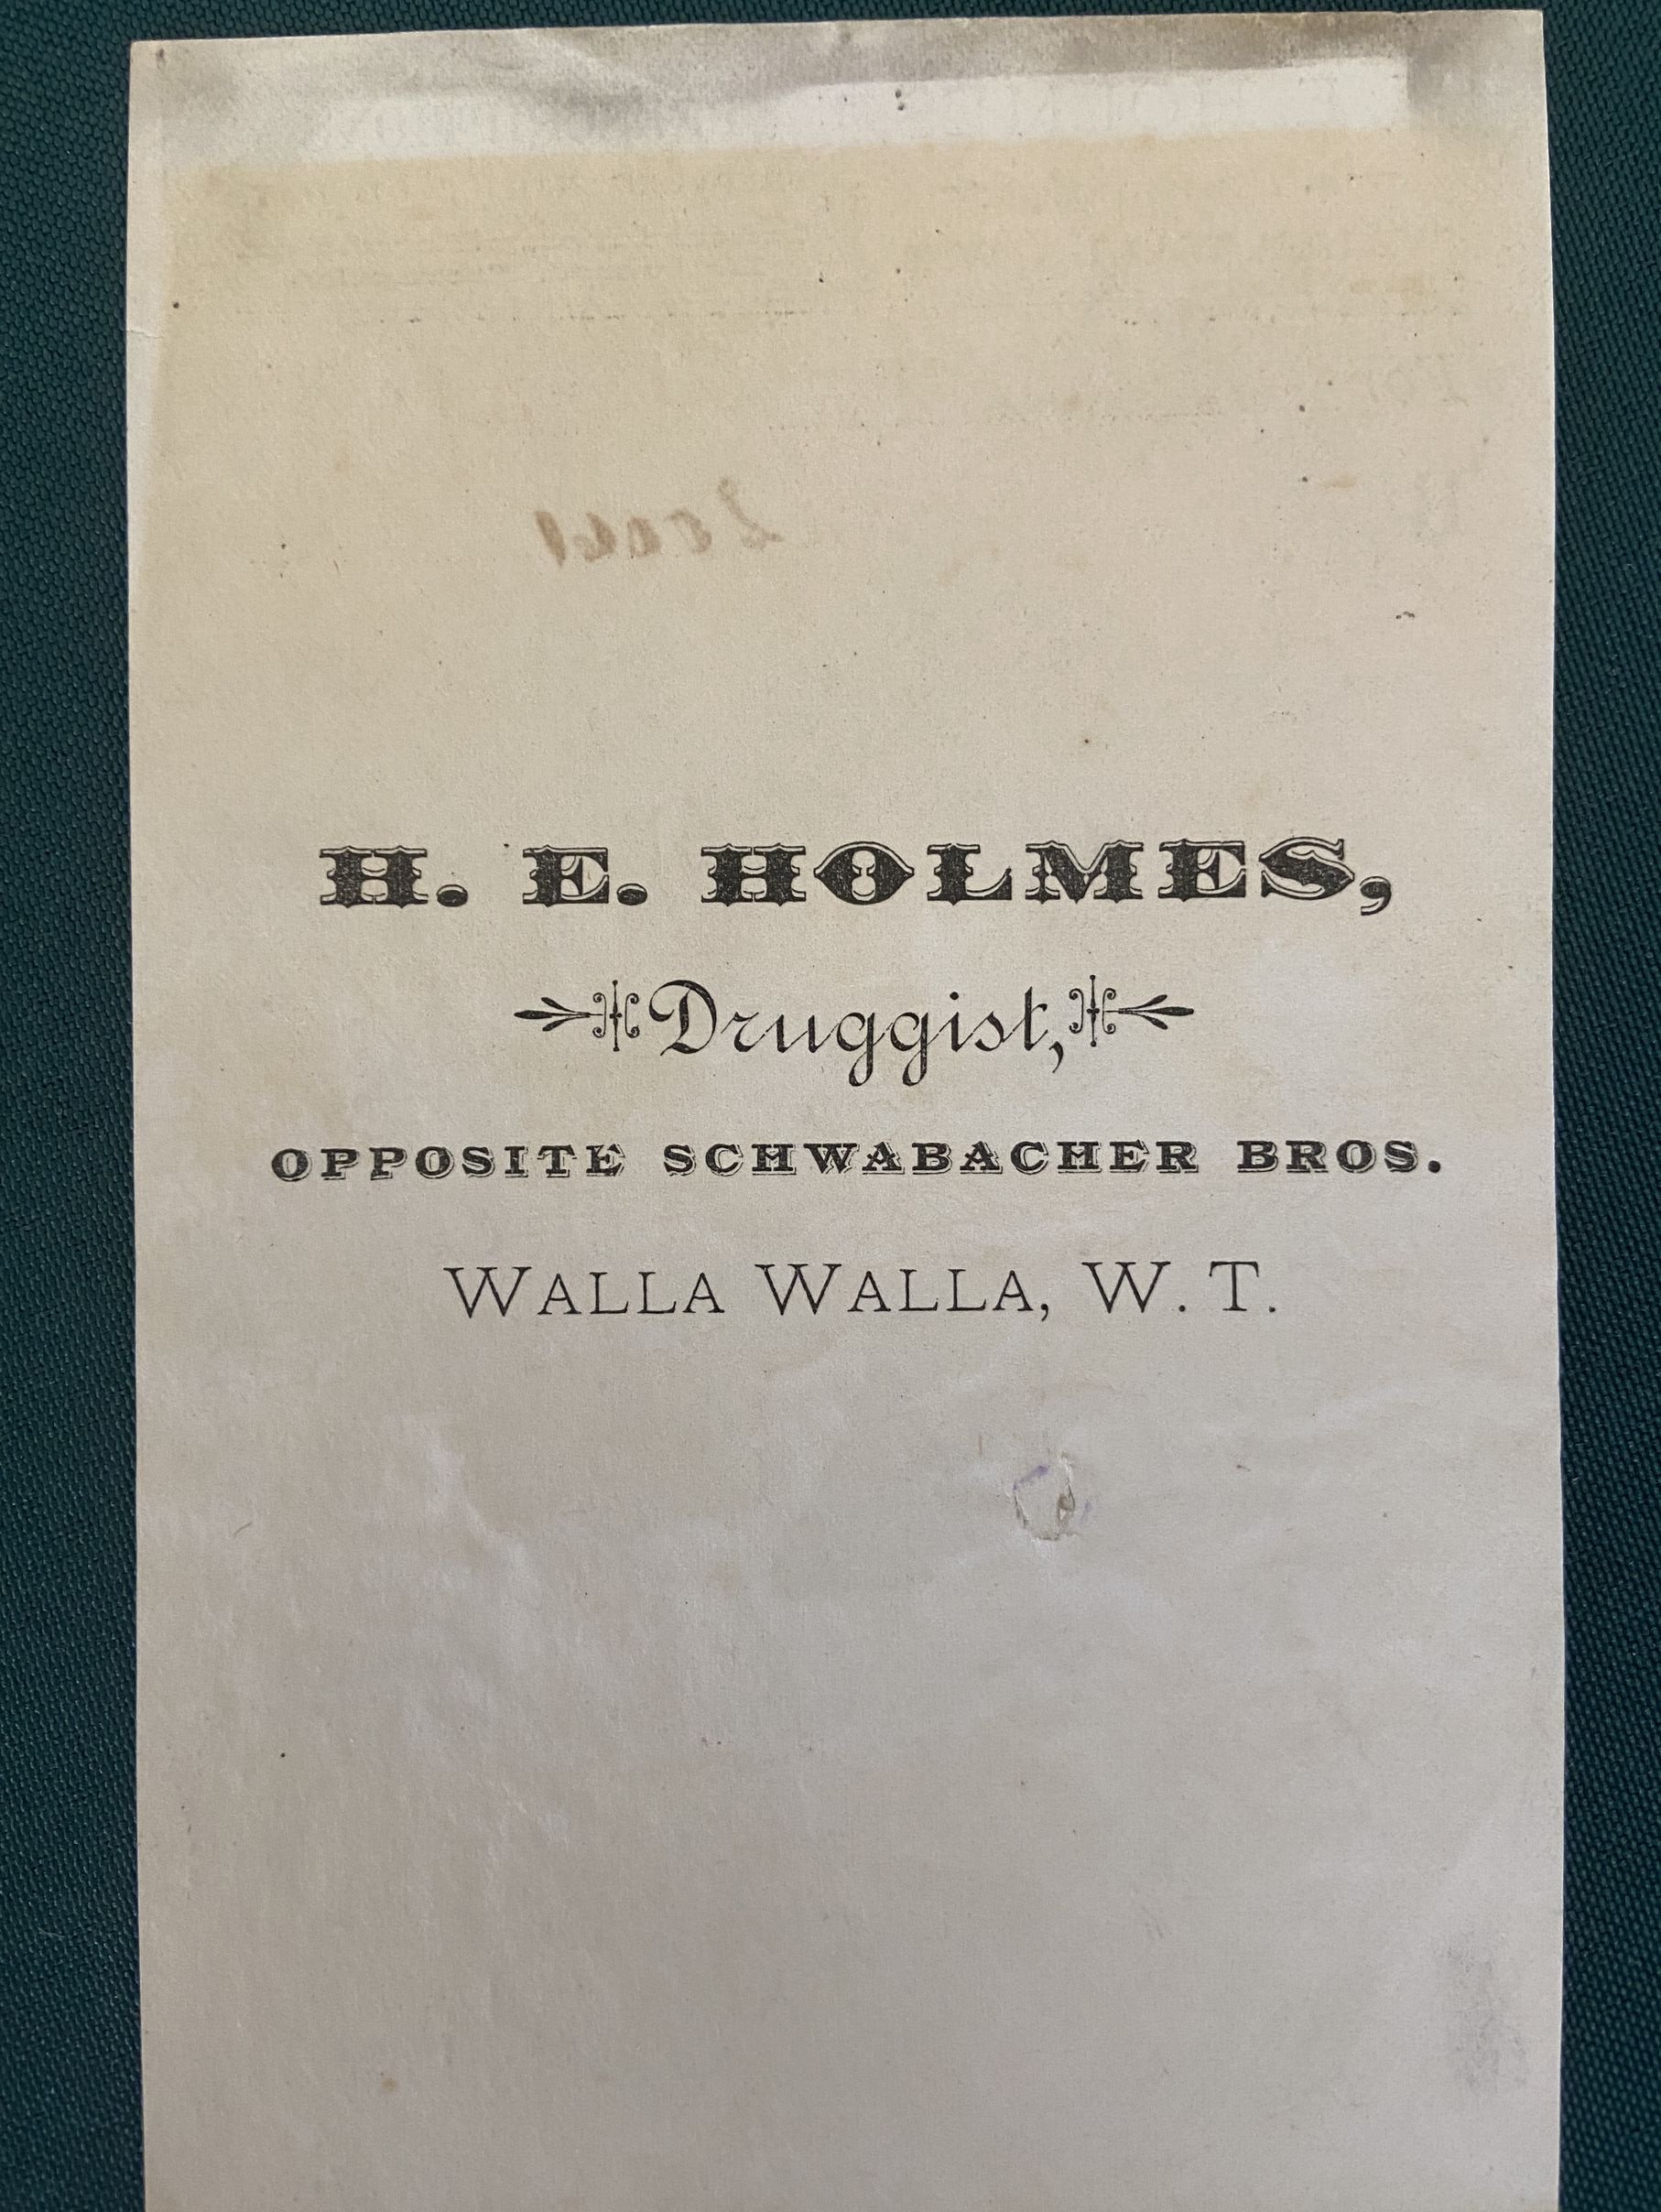 H. E. HOLMES,
Druggist,
OPPOSITE SCHWABACHER BROS.
WALLA WALLA, W. T.